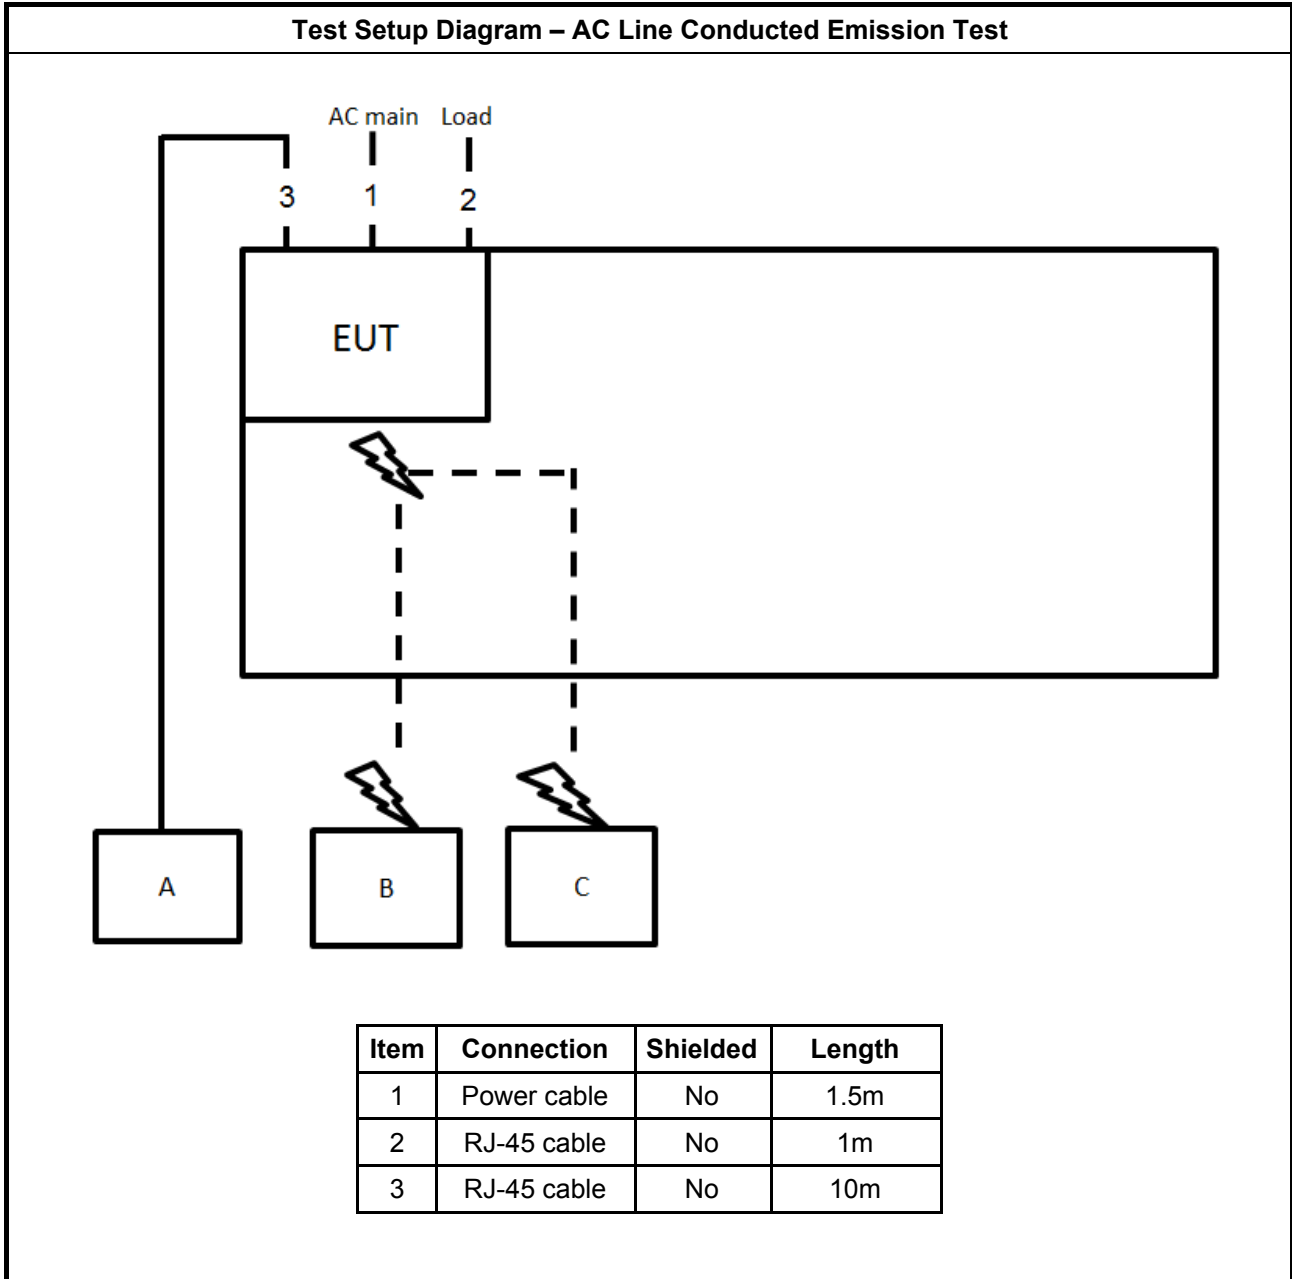 Test Setup Diagram – AC Line Conducted Emission Test
AC main Load
3 1 2
EUT
A B C
Item Connection Shielded Length
1 Power cable No 1.5m
2 RJ-45 cable No 1m
3 RJ-45 cable No 10m